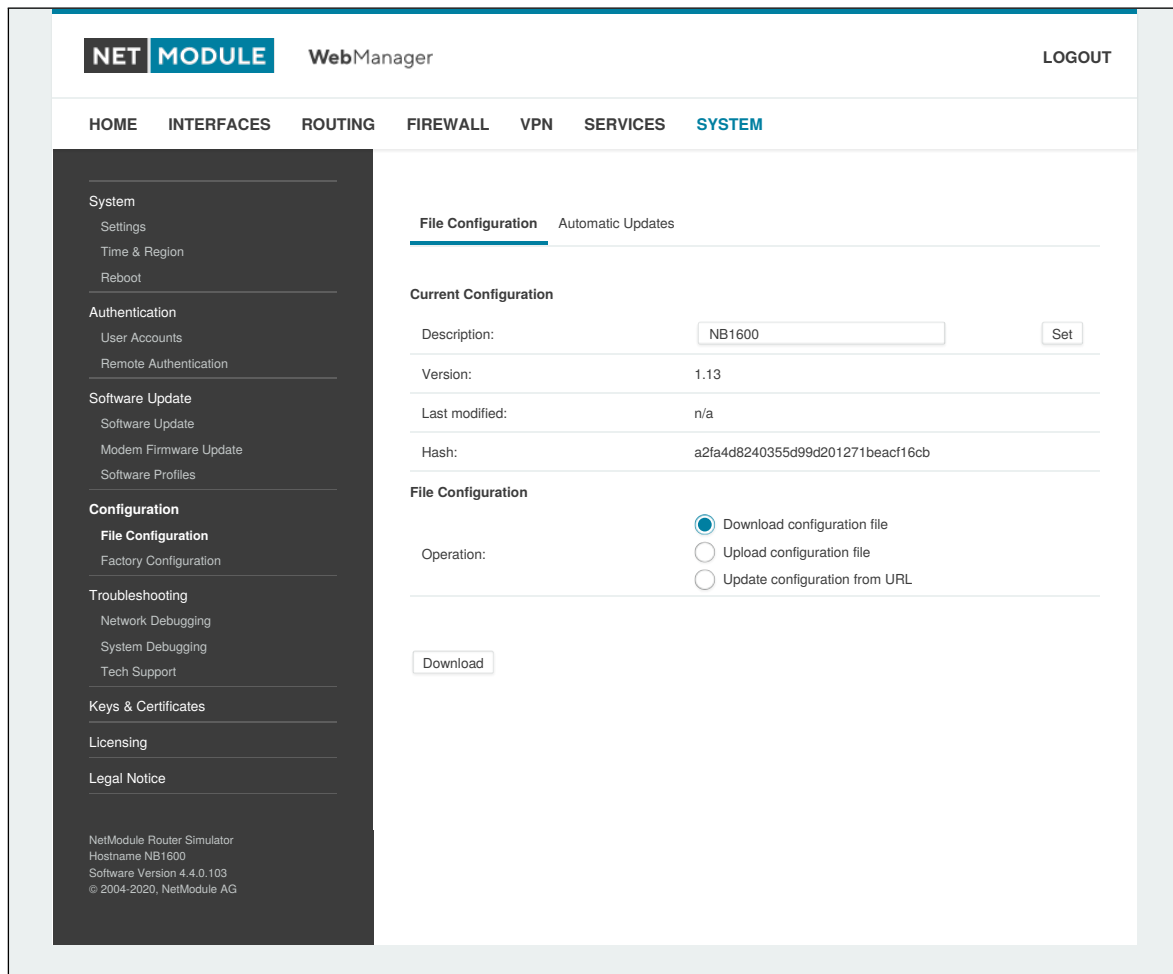 NET MODULE WebManager LOGOUT
HOME INTERFACES ROUTING FIREWALL VPN SERVICES SYSTEM
System
Settings
Time & Region
Reboot
Authentication
User Accounts
Remote Authentication
Software Update
Software Update
Modem Firmware Update
Software Profiles
Configuration
File Configuration
Factory Configuration
Troubleshooting
Network Debugging
System Debugging
Tech Support
Keys & Certificates
Licensing
Legal Notice
NetModule Router Simulator
Hostname NB1600
Software Version 4.4.0.103
© 2004-2020, NetModule AG
File Configuration Automatic Updates
Current Configuration
Description: NB1600 Set
Version: 1.13
Last modified: n/a
Hash: a2fa4d8240355d99d201271beacf16cb
File Configuration
Operation:
Download configuration file
Upload configuration file
Update configuration from URL
Download